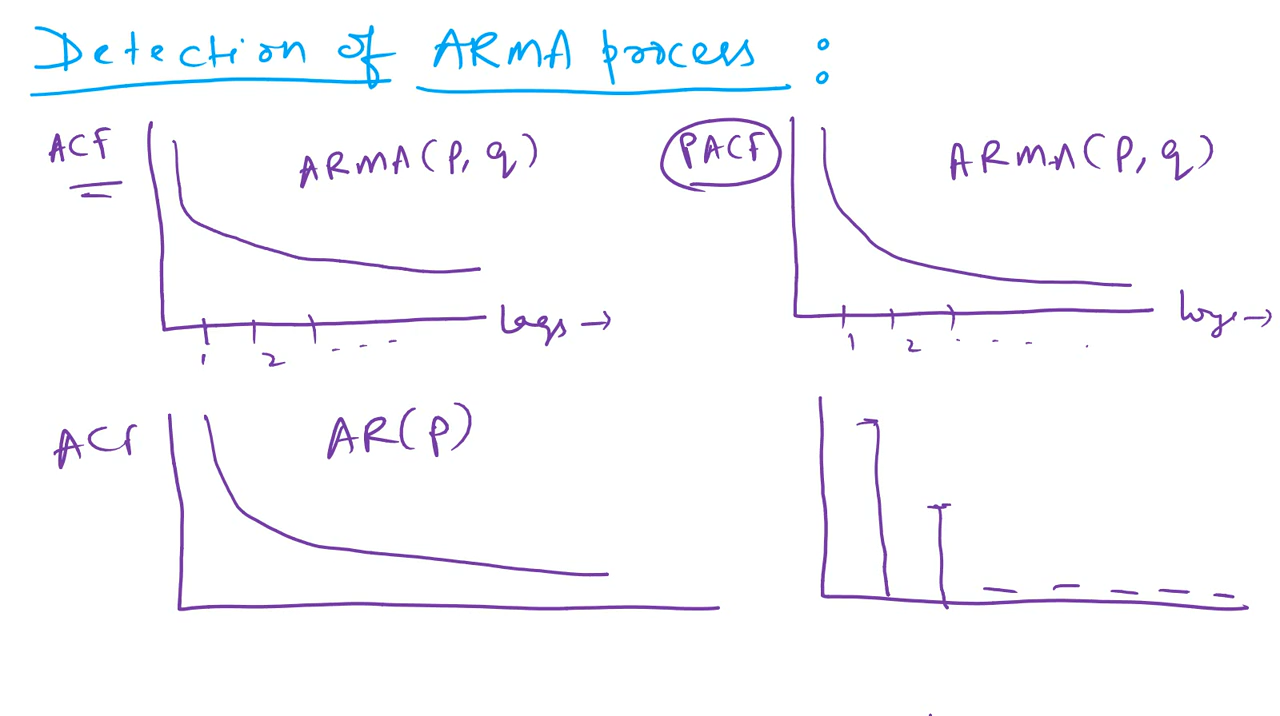 Detection of ARMA process :
ACF
ARMA(P, q)
lags →
1 2 - - - -
PACF
ARMA(P, q)
lags →
1 2 . . . .
ACF
AR(P)